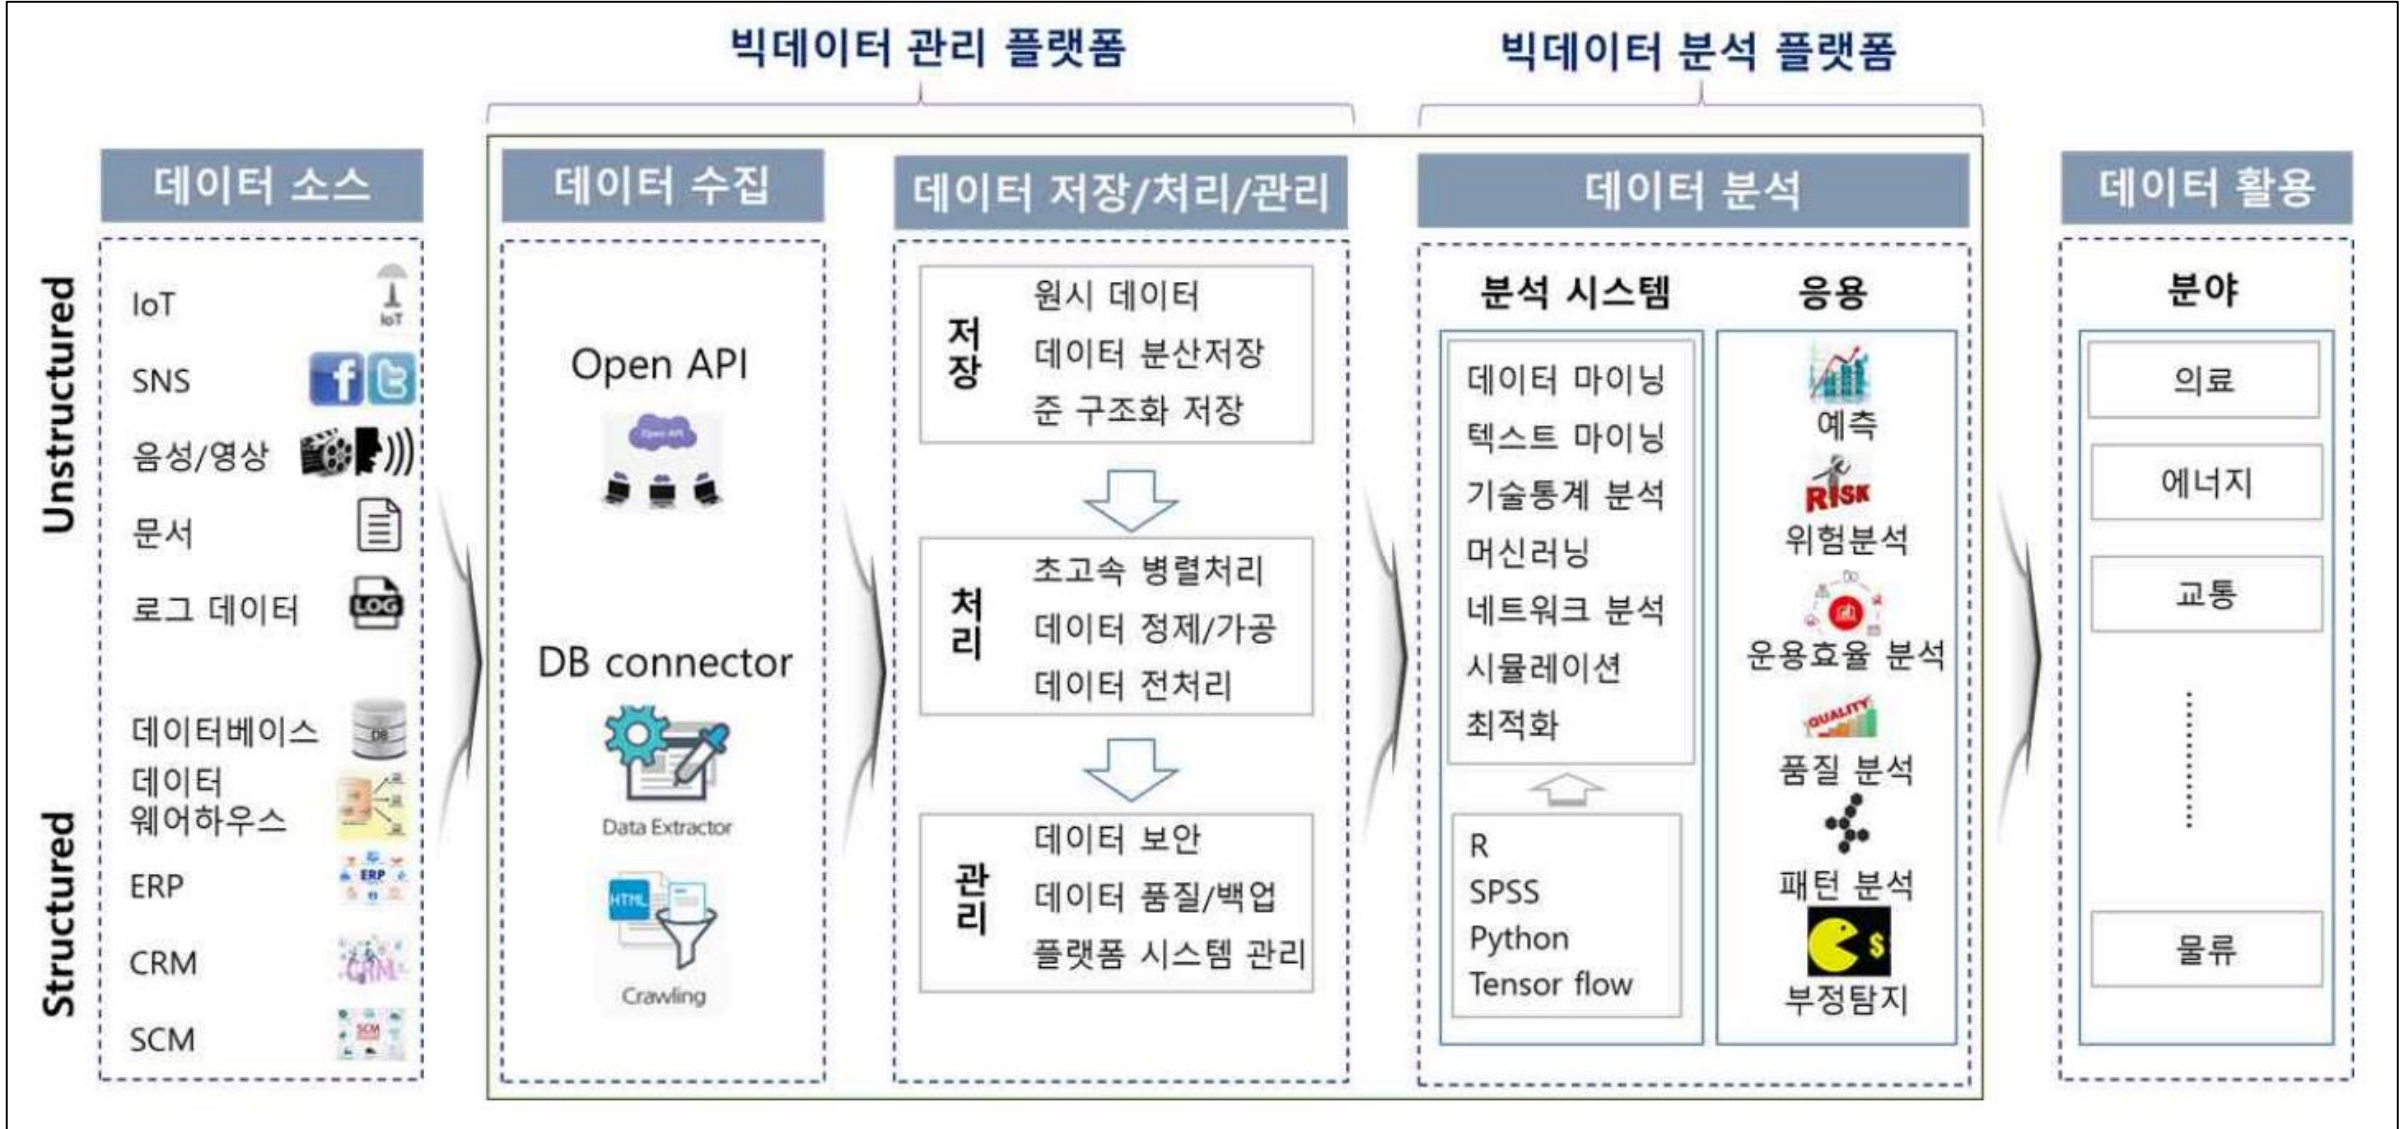 빅데이터 관리 플랫폼
빅데이터 분석 플랫폼
데이터 소스
데이터 수집
데이터 저장/처리/관리
데이터 분석
데이터 활용
Unstructured
IoT
IoT
SNS
음성/영상
문서
로그 데이터
LOG
Structured
데이터베이스
DB
데이터
웨어하우스
ERP
ERP
CRM
CRM
SCM
SCM
Open API
Open API
DB connector
Data Extractor
HTML
Crawling
저장
원시 데이터
데이터 분산저장
준 구조화 저장
처리
초고속 병렬처리
데이터 정제/가공
데이터 전처리
관리
데이터 보안
데이터 품질/백업
플랫폼 시스템 관리
분석 시스템
데이터 마이닝
텍스트 마이닝
기술통계 분석
머신러닝
네트워크 분석
시뮬레이션
최적화
R
SPSS
Python
Tensor flow
응용
예측
RISK
위험분석
운용효율 분석
QUALITY
품질 분석
패턴 분석
$
부정탐지
분야
의료
에너지
교통
물류